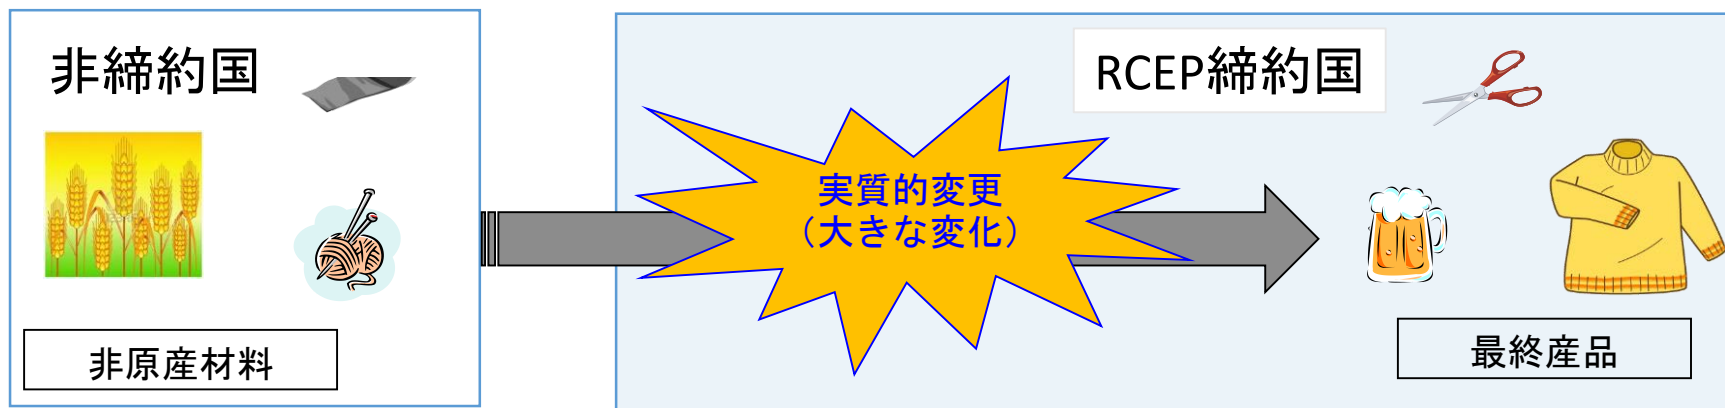 非締約国
RCEP締約国
実質的変更
（大きな変化）
非原産材料
最終産品